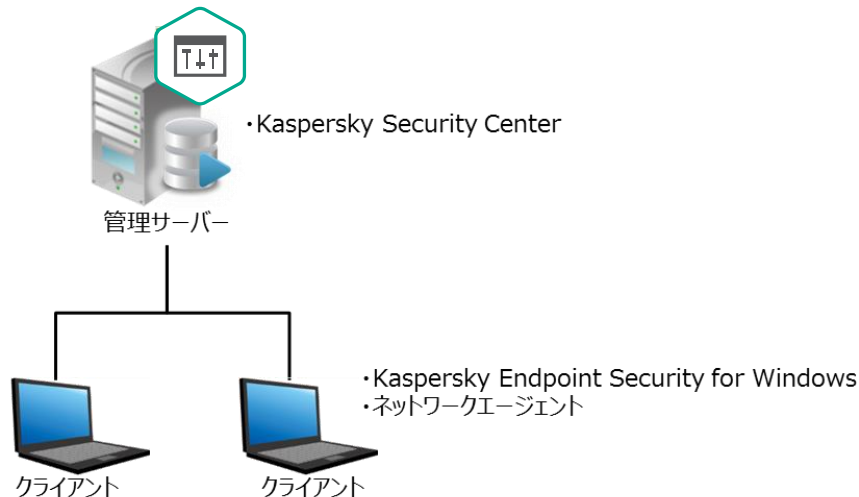 ・Kaspersky Security Center
管理サーバー
・Kaspersky Endpoint Security for Windows
・ネットワークエージェント
クライアント
クライアント